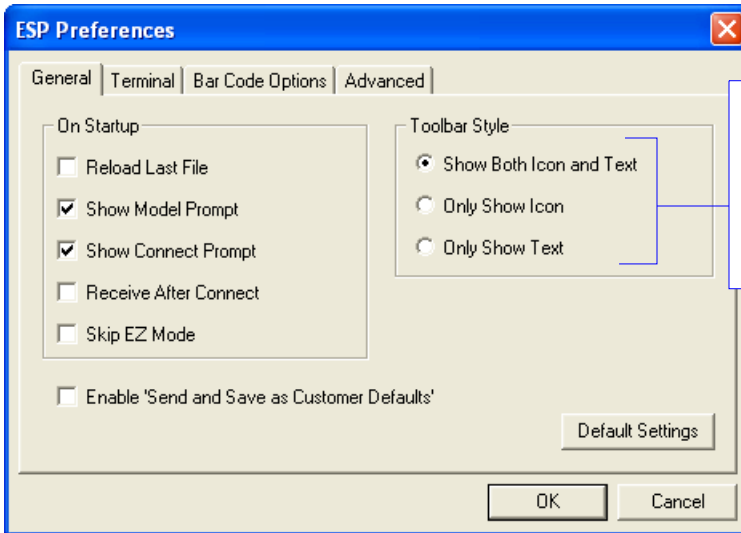 ESP Preferences
General
Terminal
Bar Code Options
Advanced
On Startup
Reload Last File
Show Model Prompt
Show Connect Prompt
Receive After Connect
Skip EZ Mode
Toolbar Style
Show Both Icon and Text
Only Show Icon
Only Show Text
Enable 'Send and Save as Customer Defaults'
Default Settings
OK
Cancel